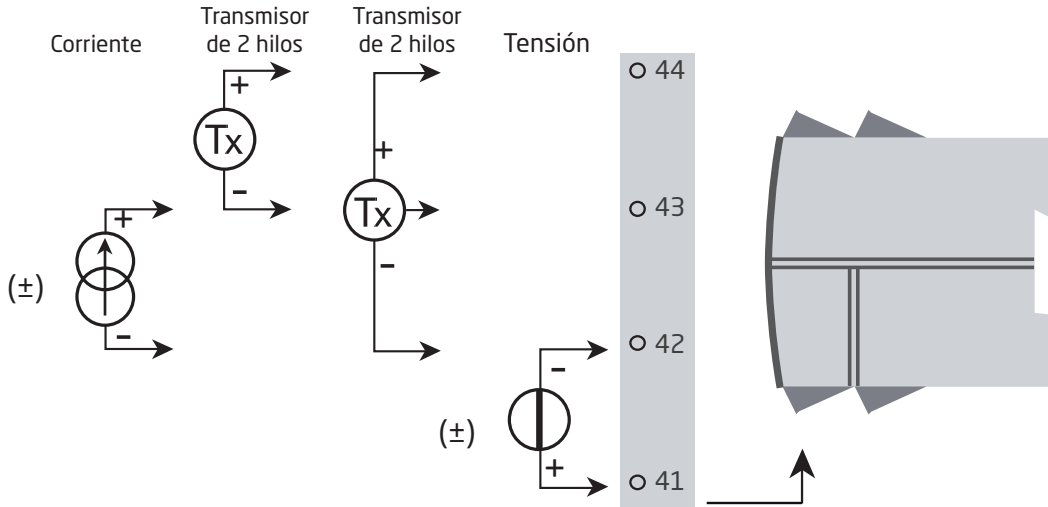 Corriente
Transmisor
de 2 hilos
Transmisor
de 2 hilos
Tensión
+
Tx
-
+
-
(±)
+
Tx
-
-
+
(±)
44
43
42
41